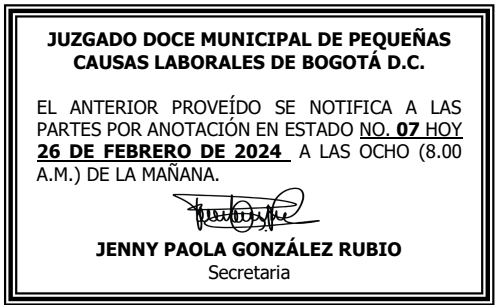 JUZGADO DOCE MUNICIPAL DE PEQUEÑAS
CAUSAS LABORALES DE BOGOTÁ D.C.
EL ANTERIOR PROVEÍDO SE NOTIFICA A LAS
PARTES POR ANOTACIÓN EN ESTADO NO. 07 HOY
26 DE FEBRERO DE 2024 A LAS OCHO (8.00
A.M.) DE LA MAÑANA.
JENNY PAOLA GONZÁLEZ RUBIO
Secretaria